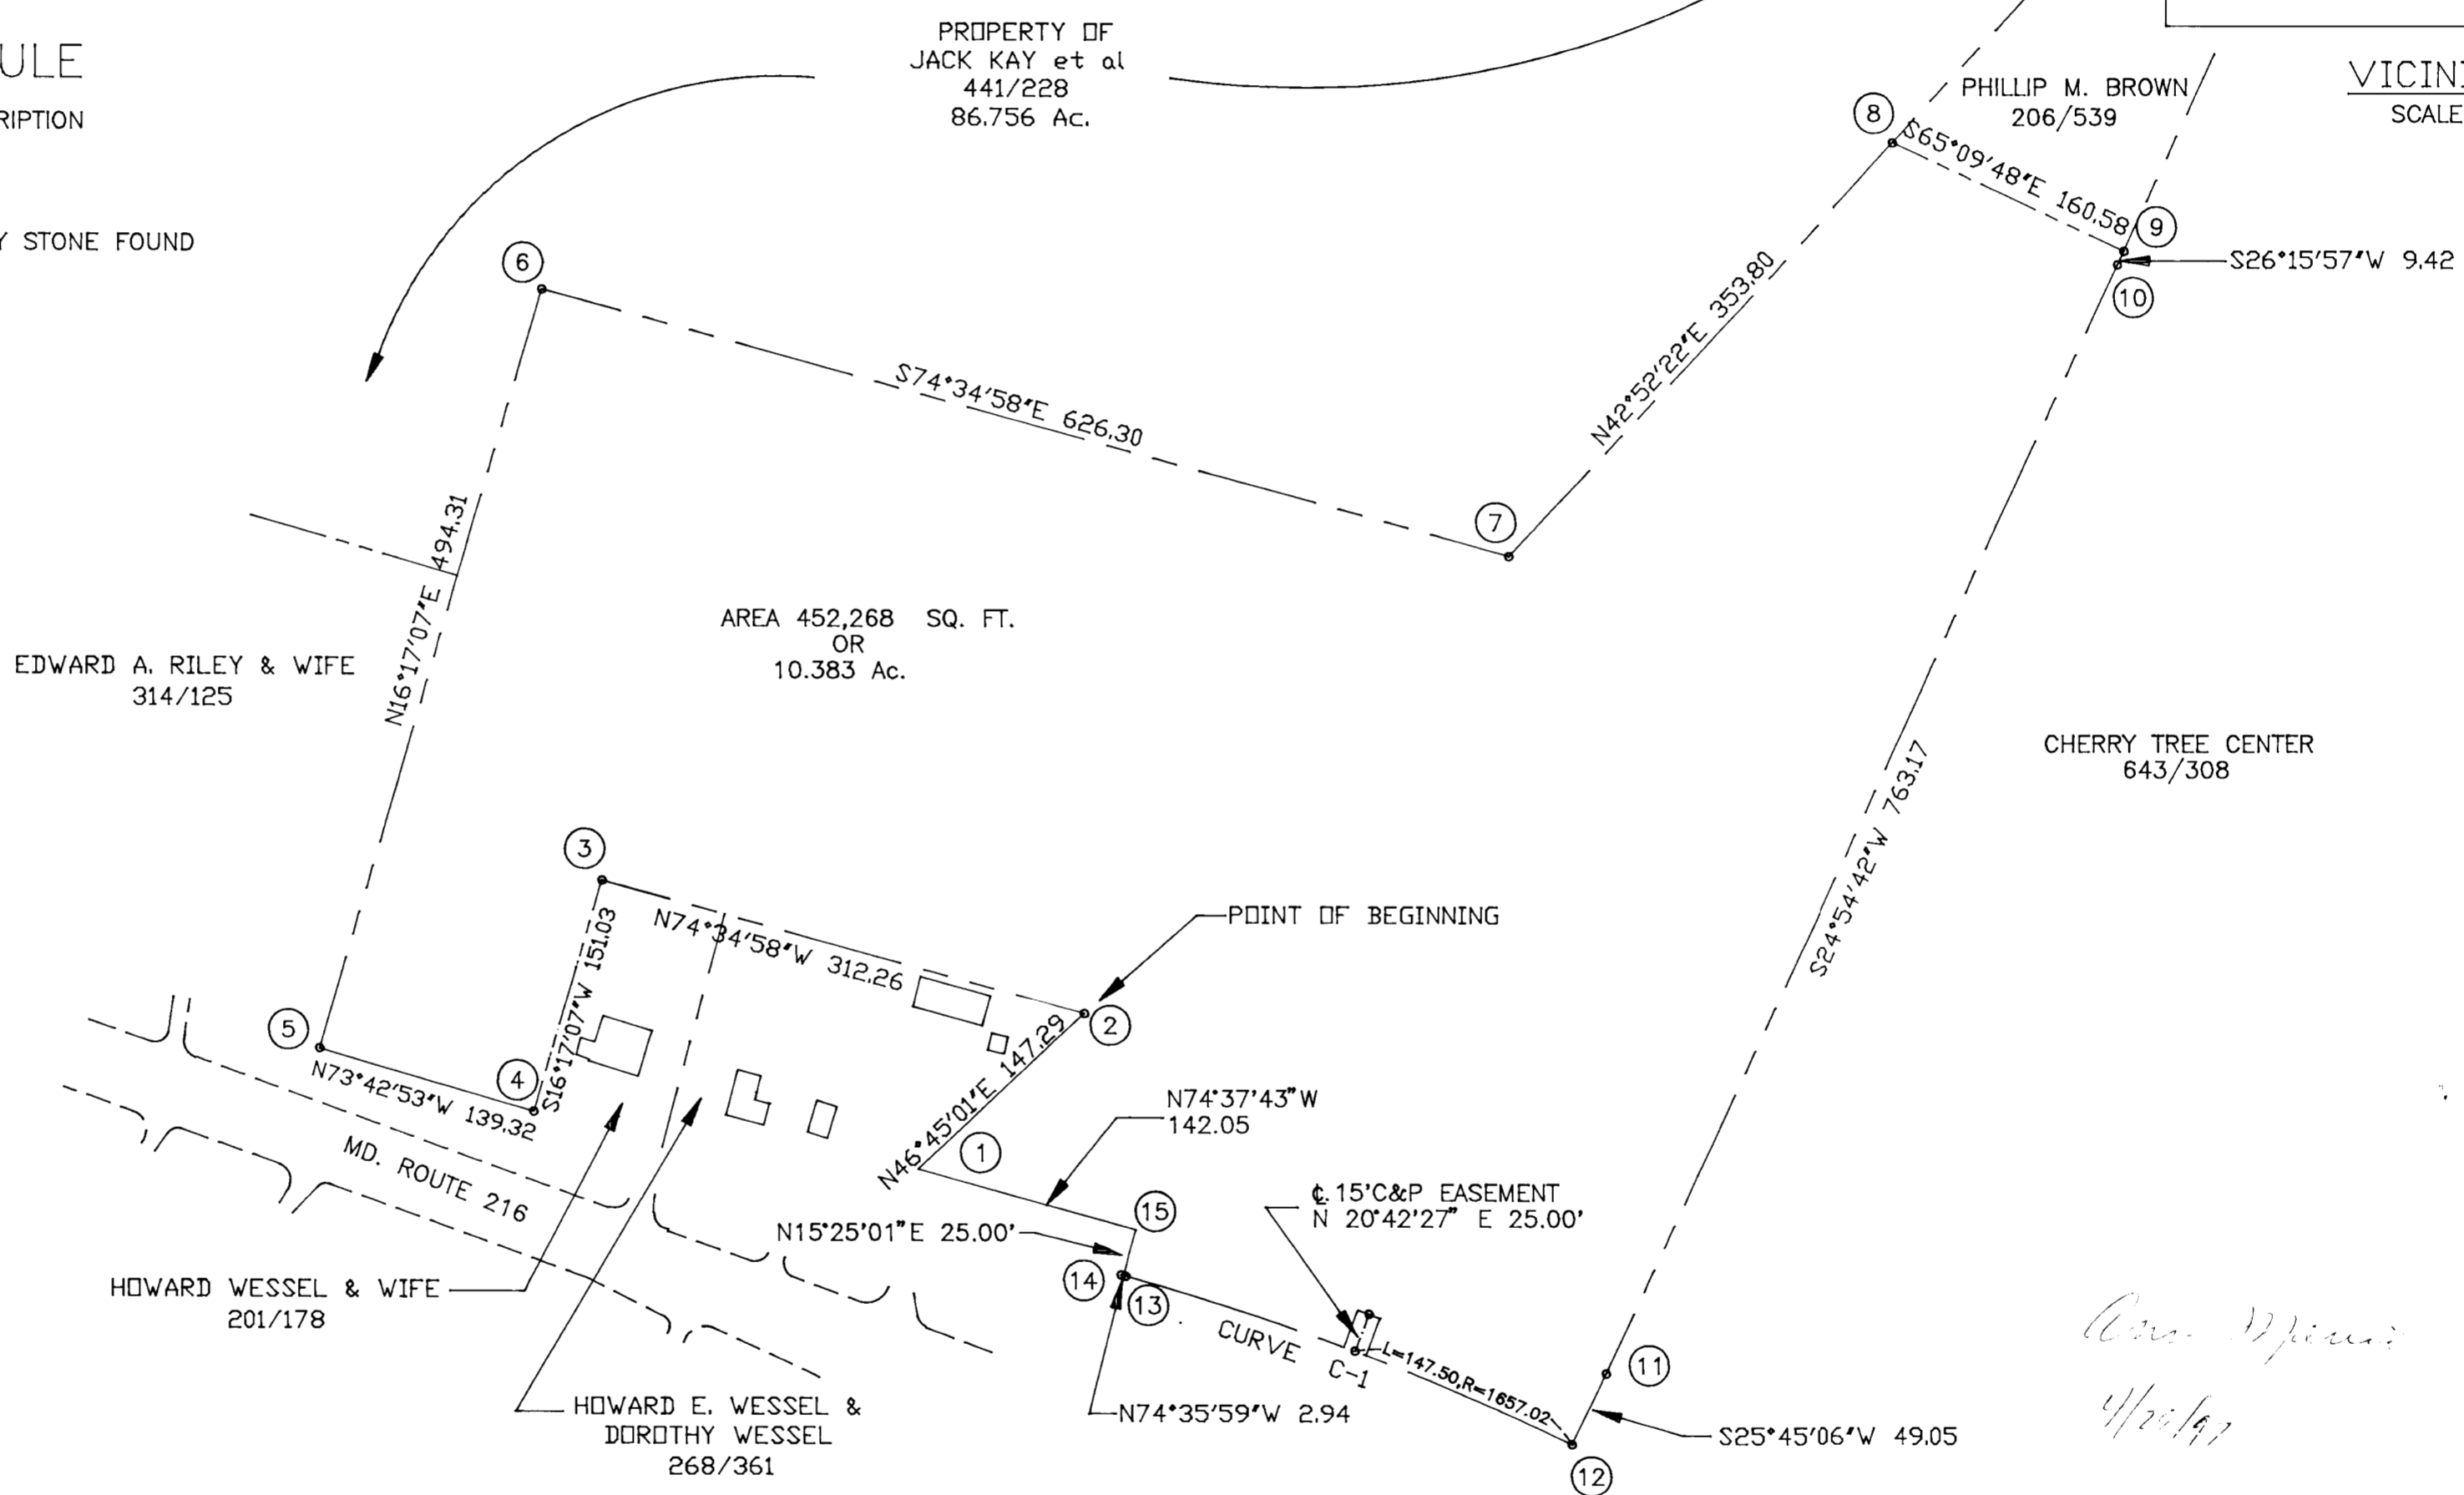 ULE
RIPTION
Y STONE FOUND
PROPERTY OF
JACK KAY et al
441/228
86.756 Ac.
PHILLIP M. BROWN
206/539
VICINI
SCALE
8
S65°09'48"E 160.58
9
S26°15'57"W 9.42
10
6
S74°34'58"E 626.30
N42°52'22"E 353.80
7
N16°17'07"E 494.31
AREA 452,268 SQ. FT.
OR
10.383 Ac.
EDWARD A. RILEY & WIFE
314/125
CHERRY TREE CENTER
643/308
S24°54'42"W 763.17
3
N74°34'58"W 312.26
POINT OF BEGINNING
S16°17'07"W 151.03
2
5
4
N73°42'53"W 139.32
N46°45'01"E 147.29
N74°37'43"W
142.05
1
MD. ROUTE 216
15
℄ 15'C&P EASEMENT
N 20°42'27" E 25.00'
N15°25'01"E 25.00'
14
13
CURVE
C-1
L=147.50,R=1657.02
HOWARD WESSEL & WIFE
201/178
11
N74°35'59"W 2.94
S25°45'06"W 49.05
HOWARD E. WESSEL &
DOROTHY WESSEL
268/361
12